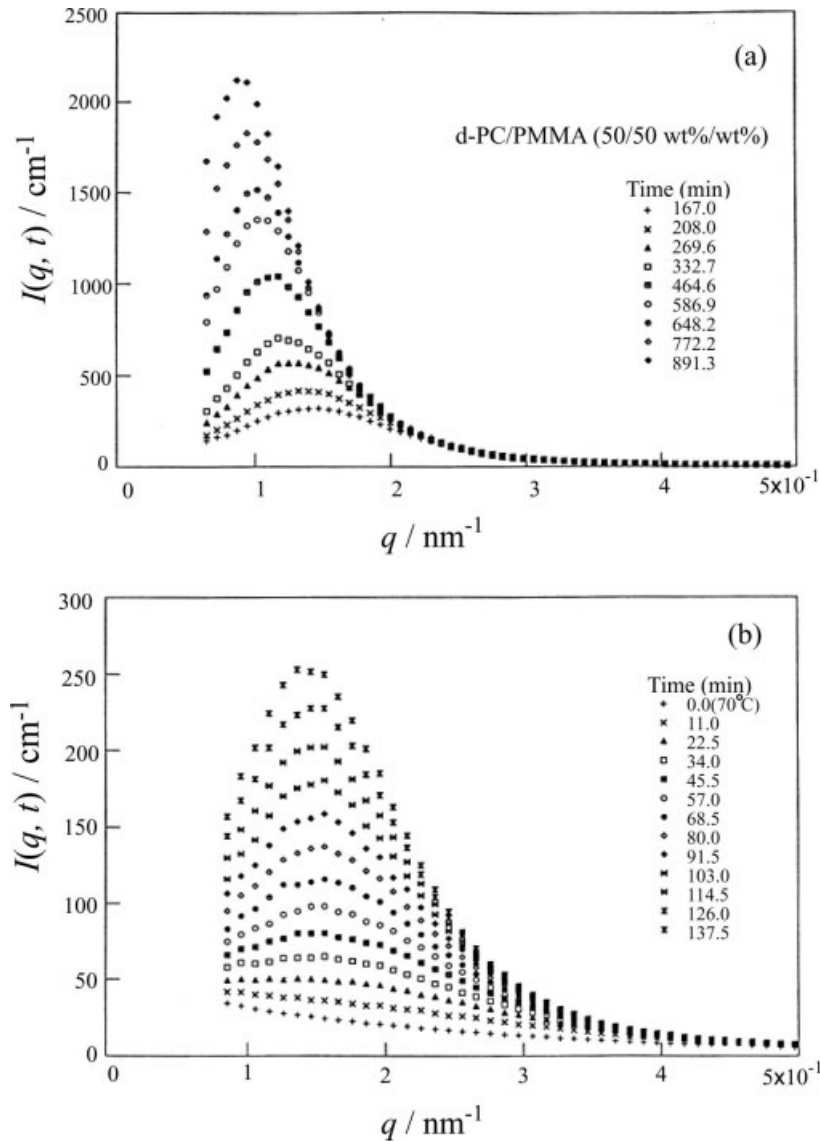 2500
(a)
2000
d-PC/PMMA (50/50 wt%/wt%)
Time (min)
167.0
208.0
269.6
332.7
464.6
586.9
648.2
772.2
891.3
1500
1000
500
0
I(q, t) / cm⁻¹
0 1 2 3 4 5x10⁻¹
q / nm⁻¹
300
(b)
250
Time (min)
0.0(70°C)
11.0
22.5
34.0
45.5
57.0
68.5
80.0
91.5
103.0
114.5
126.0
137.5
200
150
100
50
0
I(q, t) / cm⁻¹
0 1 2 3 4 5x10⁻¹
q / nm⁻¹